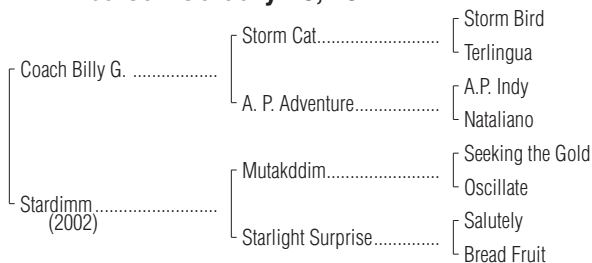 Storm Bird
Storm Cat
Terlingua
Coach Billy G.
A.P. Indy
A. P. Adventure
Nataliano
Seeking the Gold
Mutakddim
Oscillate
Stardimm
(2002)
Salutely
Starlight Surprise
Bread Fruit